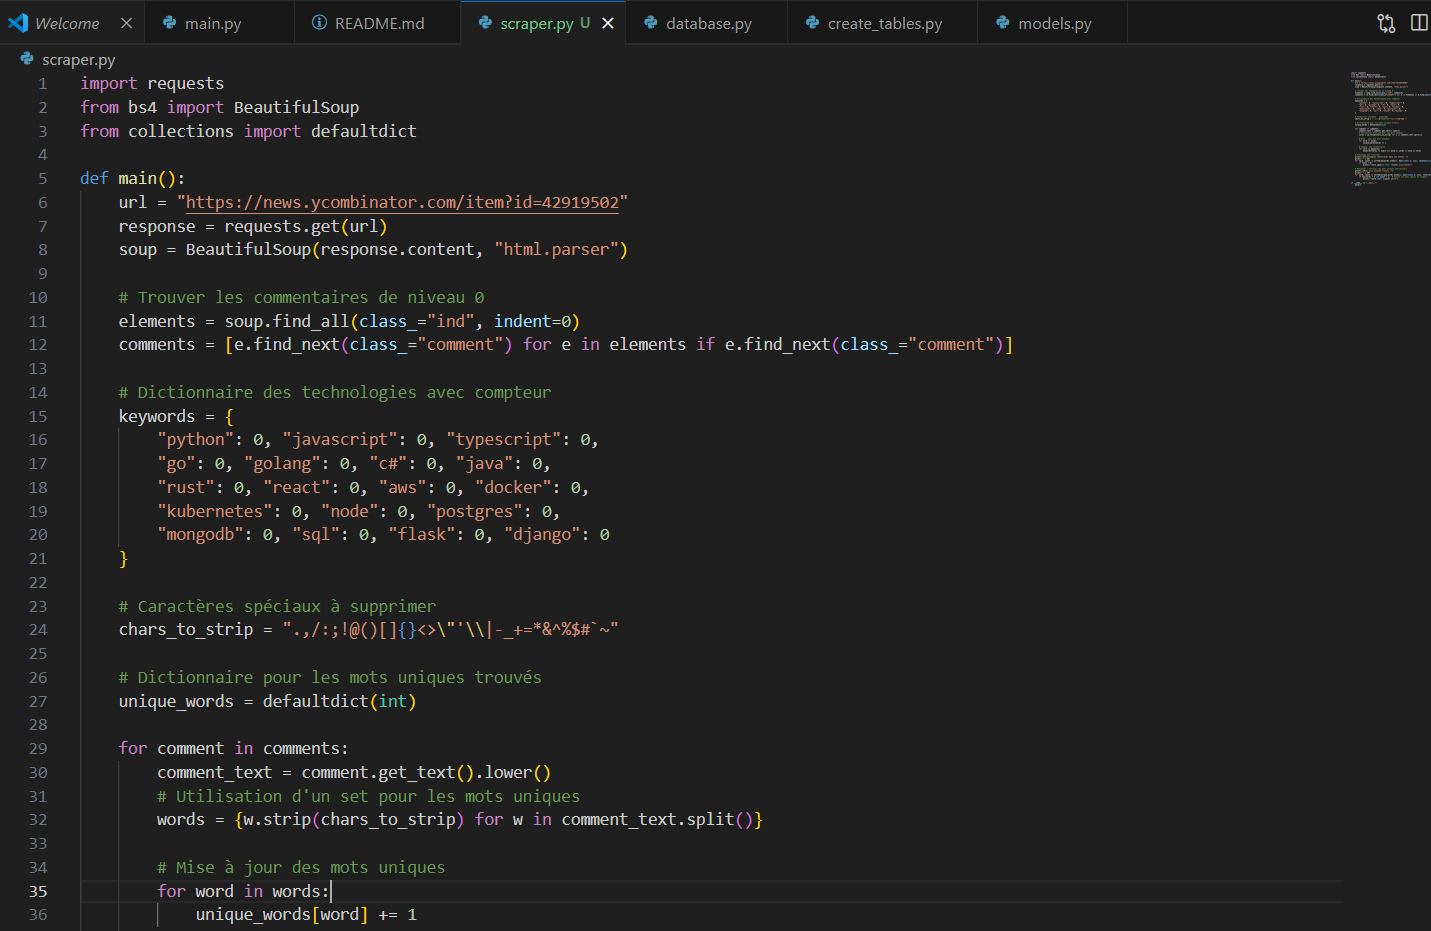 Welcome main.py README.md scraper.py U database.py create_tables.py models.py
scraper.py
1 import requests
2 from bs4 import BeautifulSoup
3 from collections import defaultdict
4
5 def main():
6 url = "https://news.ycombinator.com/item?id=42919502"
7 response = requests.get(url)
8 soup = BeautifulSoup(response.content, "html.parser")
9
10 # Trouver les commentaires de niveau 0
11 elements = soup.find_all(class_="ind", indent=0)
12 comments = [e.find_next(class_="comment") for e in elements if e.find_next(class_="comment")]
13
14 # Dictionnaire des technologies avec compteur
15 keywords = {
16 "python": 0, "javascript": 0, "typescript": 0,
17 "go": 0, "golang": 0, "c#": 0, "java": 0,
18 "rust": 0, "react": 0, "aws": 0, "docker": 0,
19 "kubernetes": 0, "node": 0, "postgres": 0,
20 "mongodb": 0, "sql": 0, "flask": 0, "django": 0
21 }
22
23 # Caractères spéciaux à supprimer
24 chars_to_strip = ".,/:;!@()[]{}<>\"'\\|-_+=*&^%$#`~"
25
26 # Dictionnaire pour les mots uniques trouvés
27 unique_words = defaultdict(int)
28
29 for comment in comments:
30 comment_text = comment.get_text().lower()
31 # Utilisation d'un set pour les mots uniques
32 words = {w.strip(chars_to_strip) for w in comment_text.split()}
33
34 # Mise à jour des mots uniques
35 for word in words:
36 unique_words[word] += 1